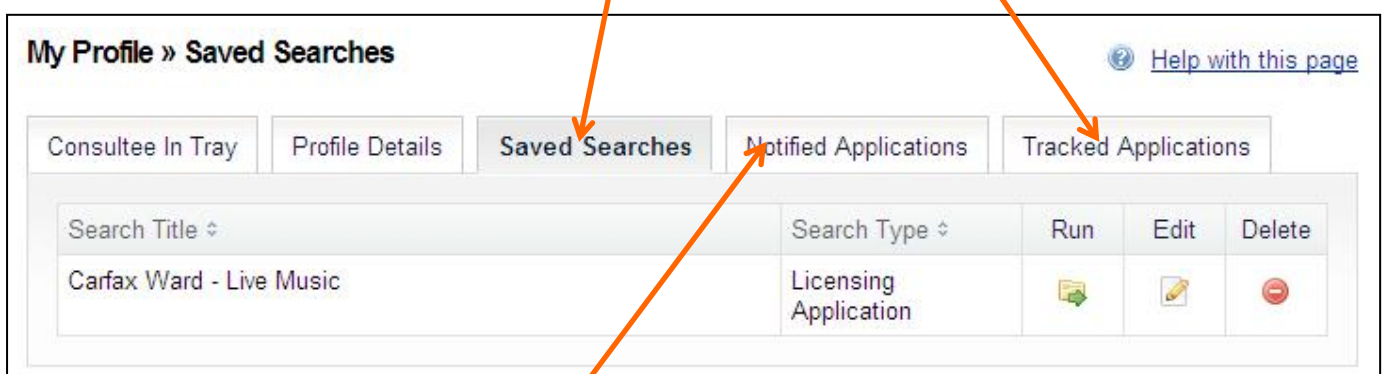 My Profile » Saved Searches
Help with this page
Consultee In Tray Profile Details Saved Searches Notified Applications Tracked Applications
Search Title Search Type Run Edit Delete
Carfax Ward - Live Music Licensing
Application